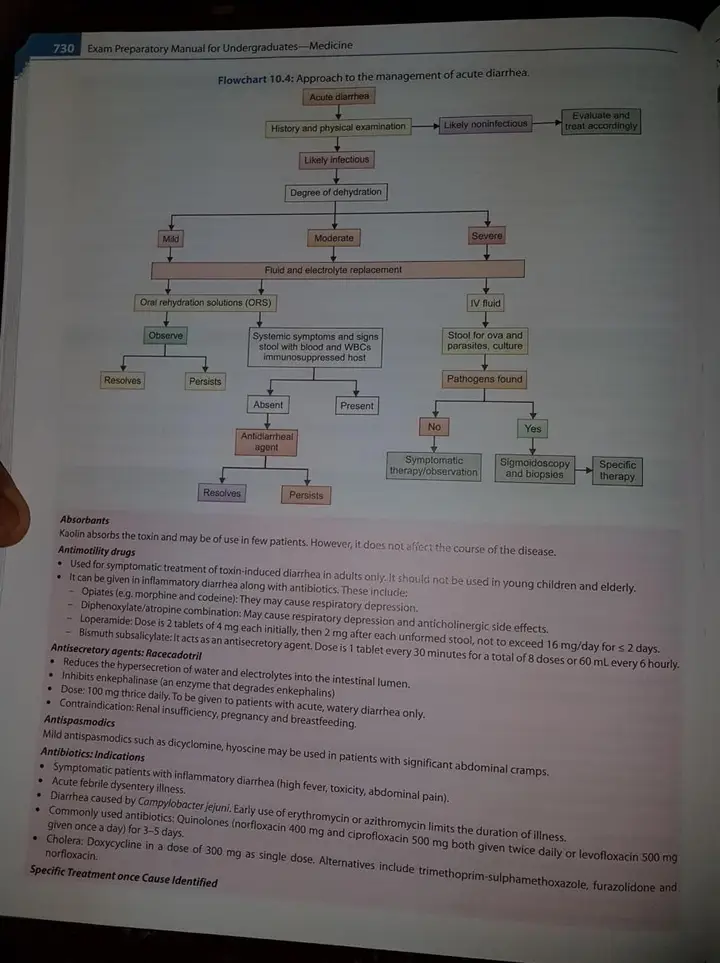 730 Exam Preparatory Manual for Undergraduates—Medicine
Flowchart 10.4: Approach to the management of acute diarrhea.
Acute diarrhea
History and physical examination
Likely noninfectious
Evaluate and
treat accordingly
Likely infectious
Degree of dehydration
Mild
Moderate
Severe
Fluid and electrolyte replacement
Oral rehydration solutions (ORS)
IV fluid
Observe
Systemic symptoms and signs
stool with blood and WBCs
immunosuppressed host
Stool for ova and
parasites, culture
Resolves
Persists
Pathogens found
Absent
Present
No
Yes
Antidiarrheal
agent
Symptomatic
therapy/observation
Sigmoidoscopy
and biopsies
Specific
therapy
Resolves
Persists
Absorbants
Kaolin absorbs the toxin and may be of use in few patients. However, it does not affect the course of the disease.
Antimotility drugs
• Used for symptomatic treatment of toxin-induced diarrhea in adults only. It should not be used in young children and elderly.
• It can be given in inflammatory diarrhea along with antibiotics. These include:
– Opiates (e.g. morphine and codeine): They may cause respiratory depression.
– Diphenoxylate/atropine combination: May cause respiratory depression and anticholinergic side effects.
– Loperamide: Dose is 2 tablets of 4 mg each initially, then 2 mg after each unformed stool, not to exceed 16 mg/day for ≤ 2 days.
– Bismuth subsalicylate: It acts as an antisecretory agent. Dose is 1 tablet every 30 minutes for a total of 8 doses or 60 mL every 6 hourly.
Antisecretory agents: Racecadotril
• Reduces the hypersecretion of water and electrolytes into the intestinal lumen.
• Inhibits enkephalinase (an enzyme that degrades enkephalins)
• Dose: 100 mg thrice daily. To be given to patients with acute, watery diarrhea only.
• Contraindication: Renal insufficiency, pregnancy and breastfeeding.
Antispasmodics
Mild antispasmodics such as dicyclomine, hyoscine may be used in patients with significant abdominal cramps.
Antibiotics: Indications
• Symptomatic patients with inflammatory diarrhea (high fever, toxicity, abdominal pain).
• Acute febrile dysentery illness.
• Diarrhea caused by Campylobacter jejuni. Early use of erythromycin or azithromycin limits the duration of illness.
• Commonly used antibiotics: Quinolones (norfloxacin 400 mg and ciprofloxacin 500 mg both given twice daily or levofloxacin 500 mg
given once a day) for 3–5 days.
• Cholera: Doxycycline in a dose of 300 mg as single dose. Alternatives include trimethoprim-sulphamethoxazole, furazolidone and
norfloxacin.
Specific Treatment once Cause Identified